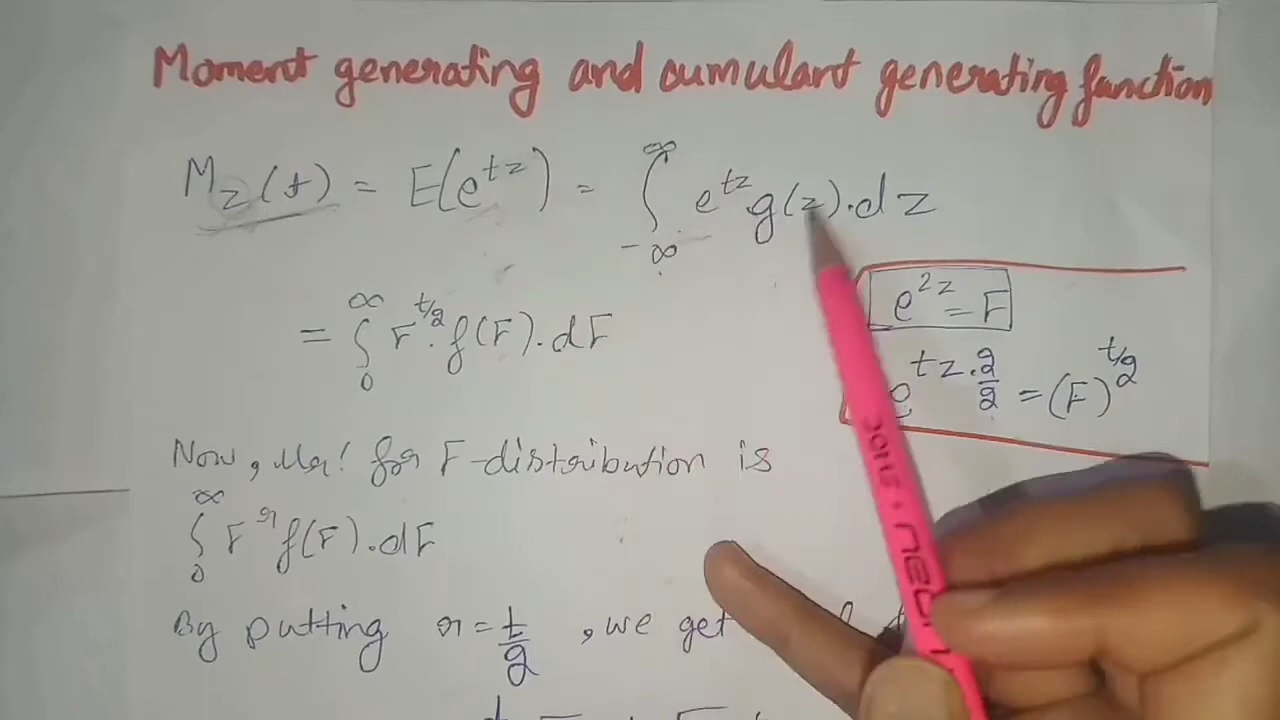 Moment generating and cumulant generating function
M_z(t) = E(e^{tz}) = ∫_{-∞}^{∞} e^{tz} g(z).dz
= ∫_0^∞ F^{t/2}. f(F).dF
e^{2z} = F
e^{tz.2/2} = (F)^{t/2}
Now, μr' for F-distribution is
∫_0^∞ F^r f(F).dF
By putting r = t/2, we get